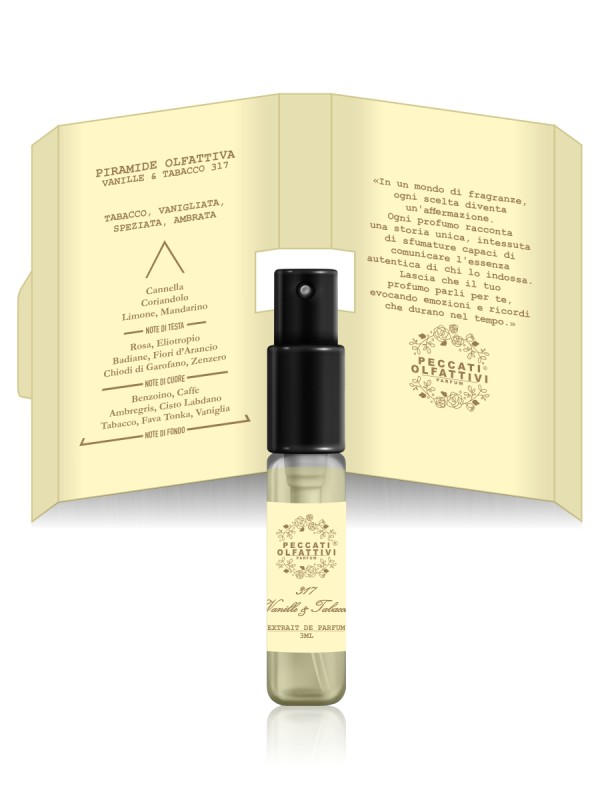 PIRAMIDE OLFATTIVA
VANILLE & TABACCO 317
TABACCO, VANIGLIATA,
SPEZIATA, AMBRATA
Cannella
Coriandolo
Limone, Mandarino
NOTE DI TESTA
Rosa, Eliotropio
Badiane, Fiori d'Arancio
Chiodi di Garofano, Zenzero
NOTE DI CUORE
Benzoino, Caffe
Ambregris, Cisto Labdano
Tabacco, Fava Tonka, Vaniglia
NOTE DI FONDO
«In un mondo di fragranze,
ogni scelta diventa
un'affermazione.
Ogni profumo racconta
una storia unica, intessuta
di sfumature capaci di
comunicare l'essenza
autentica di chi lo indossa.
Lascia che il tuo
profumo parli per te,
evocando emozioni e ricordi
che durano nel tempo.»
PECCATI
OLFATTIVI
PARFUM
PECCATI
OLFATTIVI
PARFUM
317
Vanille & Tabacco
EXTRAIT DE PARFUM
3ML